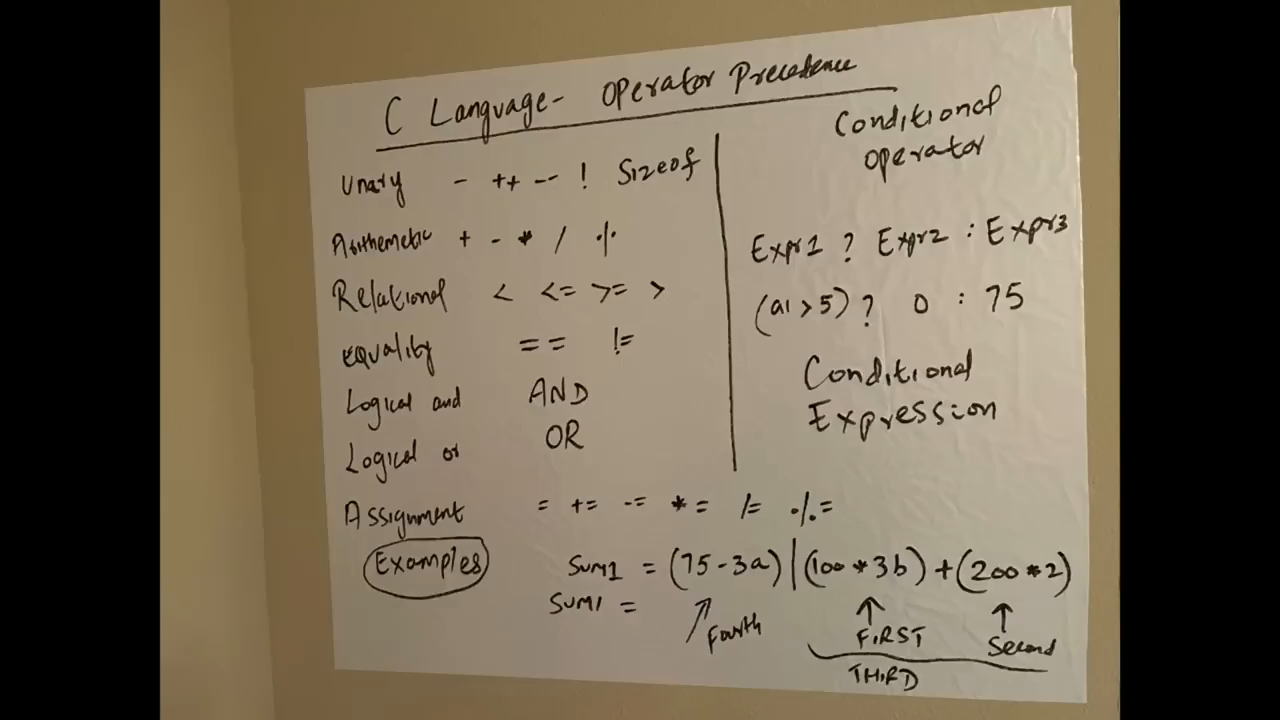 C Language- Operator Precedence
Unary - ++ -- ! Sizeof
Arithemetic + - * / %
Relational < <= >= >
Equality == !=
Logical and AND
Logical or OR
Assignment = += -= *= /= %=
Conditional
operator
Expr1 ? Expr2 : Expr3
(a1 > 5) ? 0 : 75
Conditional
Expression
Examples
Sum1 = (75-3a) | (100 * 3b) + (200 * 2)
Sum1 =
Fourth
FIRST
Second
THIRD